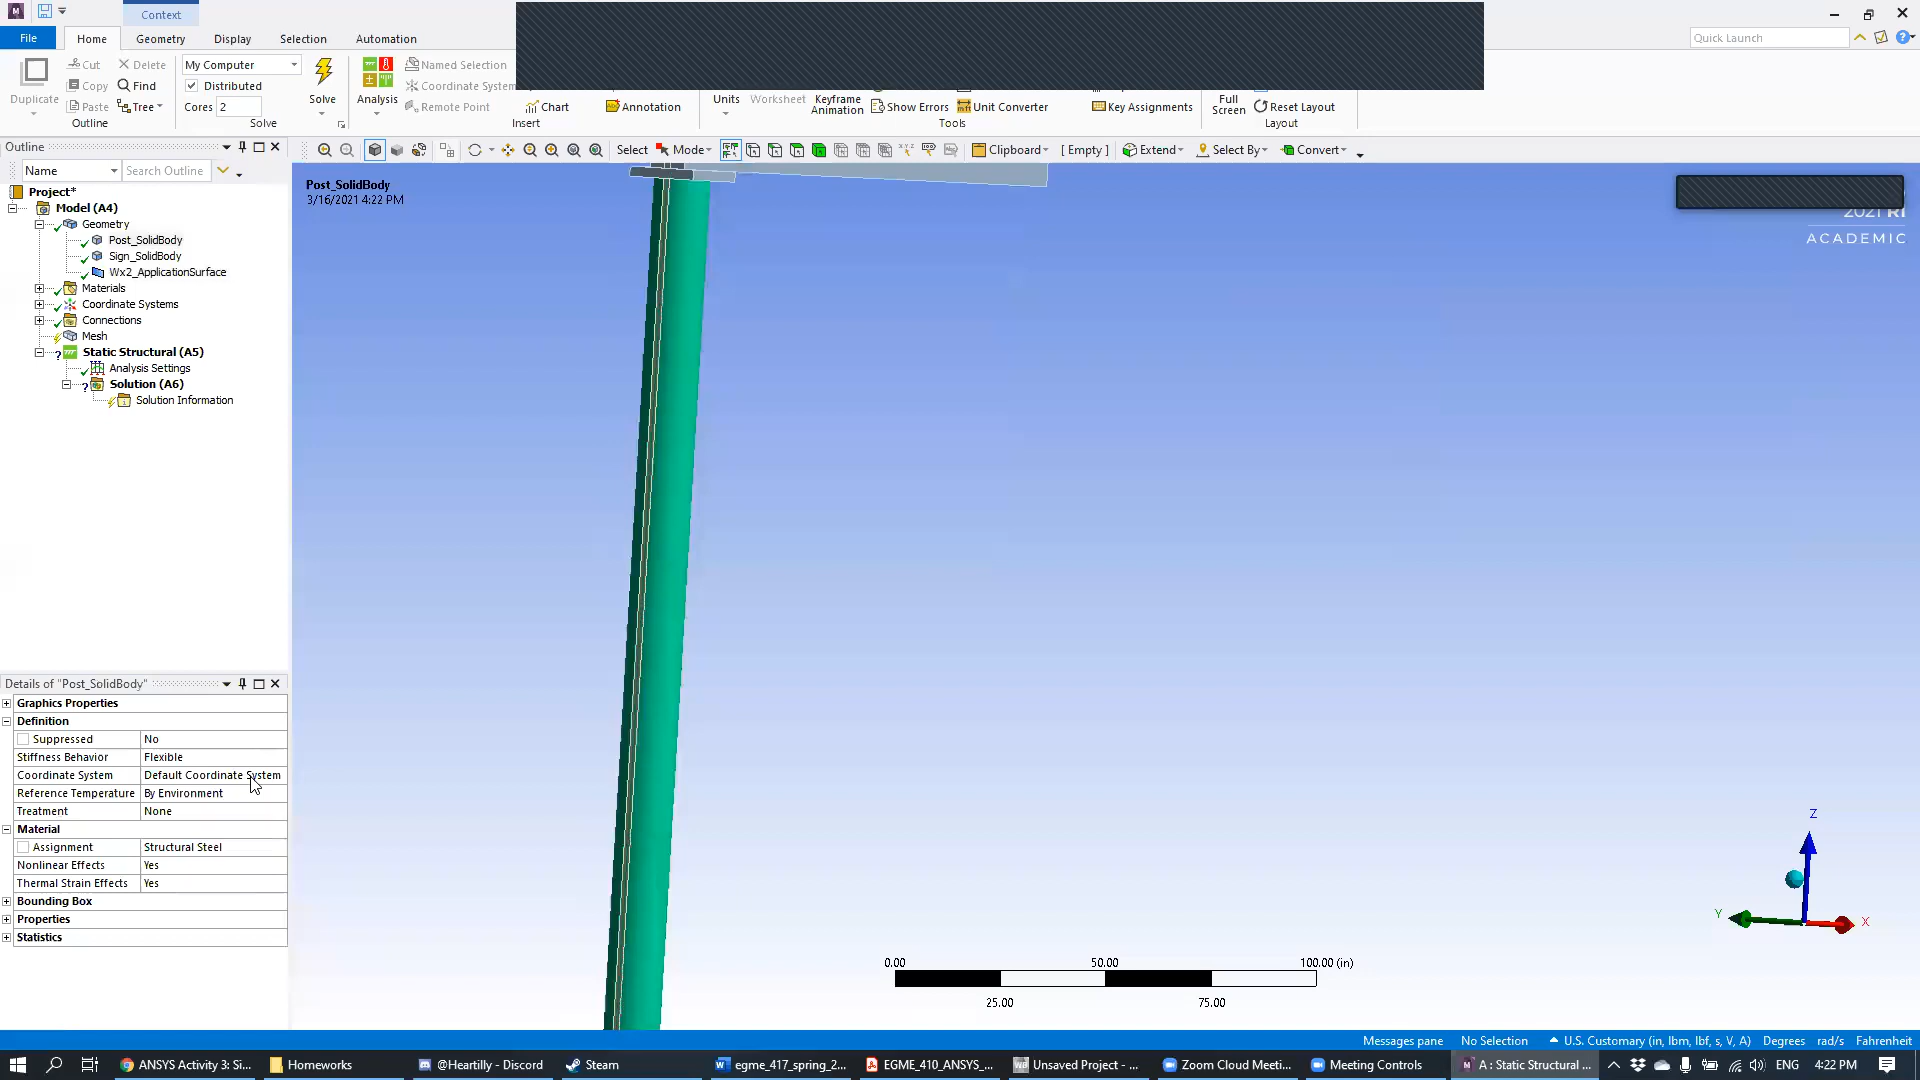 Context
File
Home
Geometry
Display
Selection
Automation
Quick Launch
Duplicate
Cut
Copy
Paste
Delete
Find
Tree
Outline
My Computer
Distributed
Cores 2
Solve
Solve
Analysis
Named Selection
Coordinate System
Remote Point
Chart
Annotation
Insert
Units
Worksheet
Keyframe
Animation
Show Errors
Unit Converter
Key Assignments
Tools
Full
Screen
Reset Layout
Layout
Outline
Name
Search Outline
Select
Mode
Clipboard
[ Empty ]
Extend
Select By
Convert
Project*
Model (A4)
Geometry
Post_SolidBody
Sign_SolidBody
Wx2_ApplicationSurface
Materials
Coordinate Systems
Connections
Mesh
Static Structural (A5)
Analysis Settings
Solution (A6)
Solution Information
Post_SolidBody
3/16/2021 4:22 PM
2021 R1
ACADEMIC
Details of "Post_SolidBody"
Graphics Properties
Definition
Suppressed No
Stiffness Behavior Flexible
Coordinate System Default Coordinate System
Reference Temperature By Environment
Treatment None
Material
Assignment Structural Steel
Nonlinear Effects Yes
Thermal Strain Effects Yes
Bounding Box
Properties
Statistics
Z
Y
X
0.00 50.00 100.00 (in)
25.00 75.00
Messages pane
No Selection
U.S. Customary (in, lbm, lbf, s, V, A)
Degrees
rad/s
Fahrenheit
ANSYS Activity 3: Si...
Homeworks
@Heartilly - Discord
Steam
egme_417_spring_2...
EGME_410_ANSYS_...
Unsaved Project - ...
Zoom Cloud Meeti...
Meeting Controls
A : Static Structural ...
ENG
4:22 PM